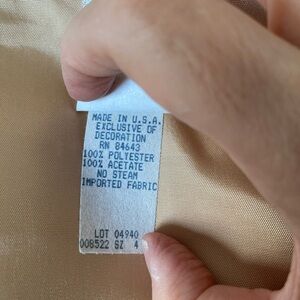 MADE IN U.S.A.
EXCLUSIVE OF
DECORATION
RN 84643
100% POLYESTER
100% ACETATE
NO STEAM
IMPORTED FABRIC
LOT 04940
008522 SZ 4